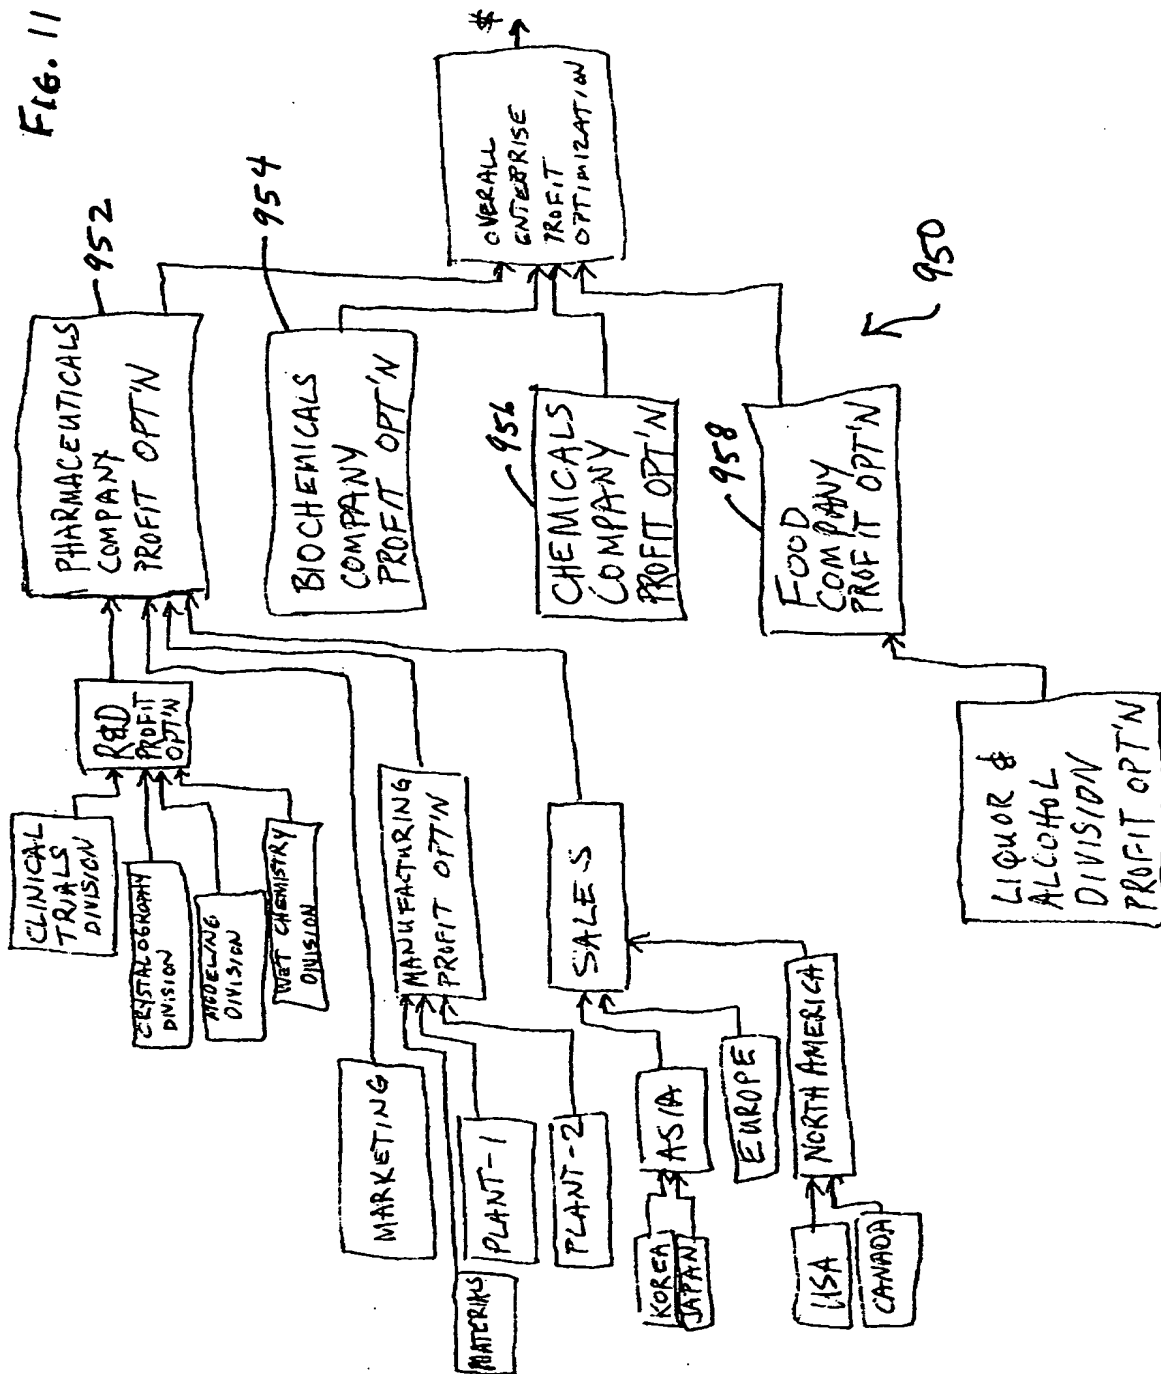 FIG. 11
952
PHARMACEUTICALS
COMPANY
PROFIT OPT'N
954
BIOCHEMICALS
COMPANY
PROFIT OPT'N
956
CHEMICALS
COMPANY
PROFIT OPT'N
958
FOOD
COMPANY
PROFIT OPT'N
OVERALL
ENTERPRISE
PROFIT
OPTIMIZATION
$
950
R&D
PROFIT
OPT'N
CLINICAL
TRIALS
DIVISION
CRYSTALOGRAPHY
DIVISION
MODELING
DIVISION
WET CHEMISTRY
DIVISION
MARKETING
MANUFACTURING
PROFIT OPT'N
MATERIALS
PLANT-1
PLANT-2
SALES
ASIA
KOREA
JAPAN
EUROPE
NORTH AMERICA
USA
CANADA
LIQUOR &
ALCOHOL
DIVISION
PROFIT OPT'N